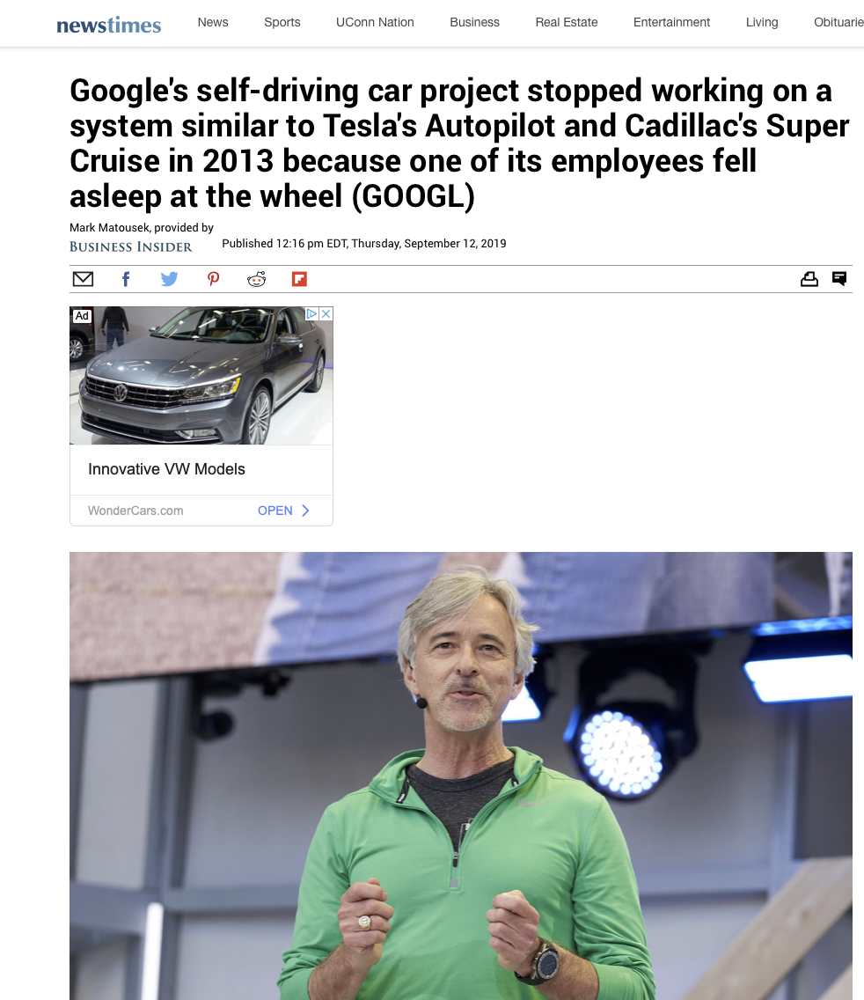 newstimes
News Sports UConn Nation Business Real Estate Entertainment Living Obituarie
Google's self-driving car project stopped working on a
system similar to Tesla's Autopilot and Cadillac's Super
Cruise in 2013 because one of its employees fell
asleep at the wheel (GOOGL)
Mark Matousek, provided by
BUSINESS INSIDER
Published 12:16 pm EDT, Thursday, September 12, 2019
Ad
Innovative VW Models
WonderCars.com OPEN